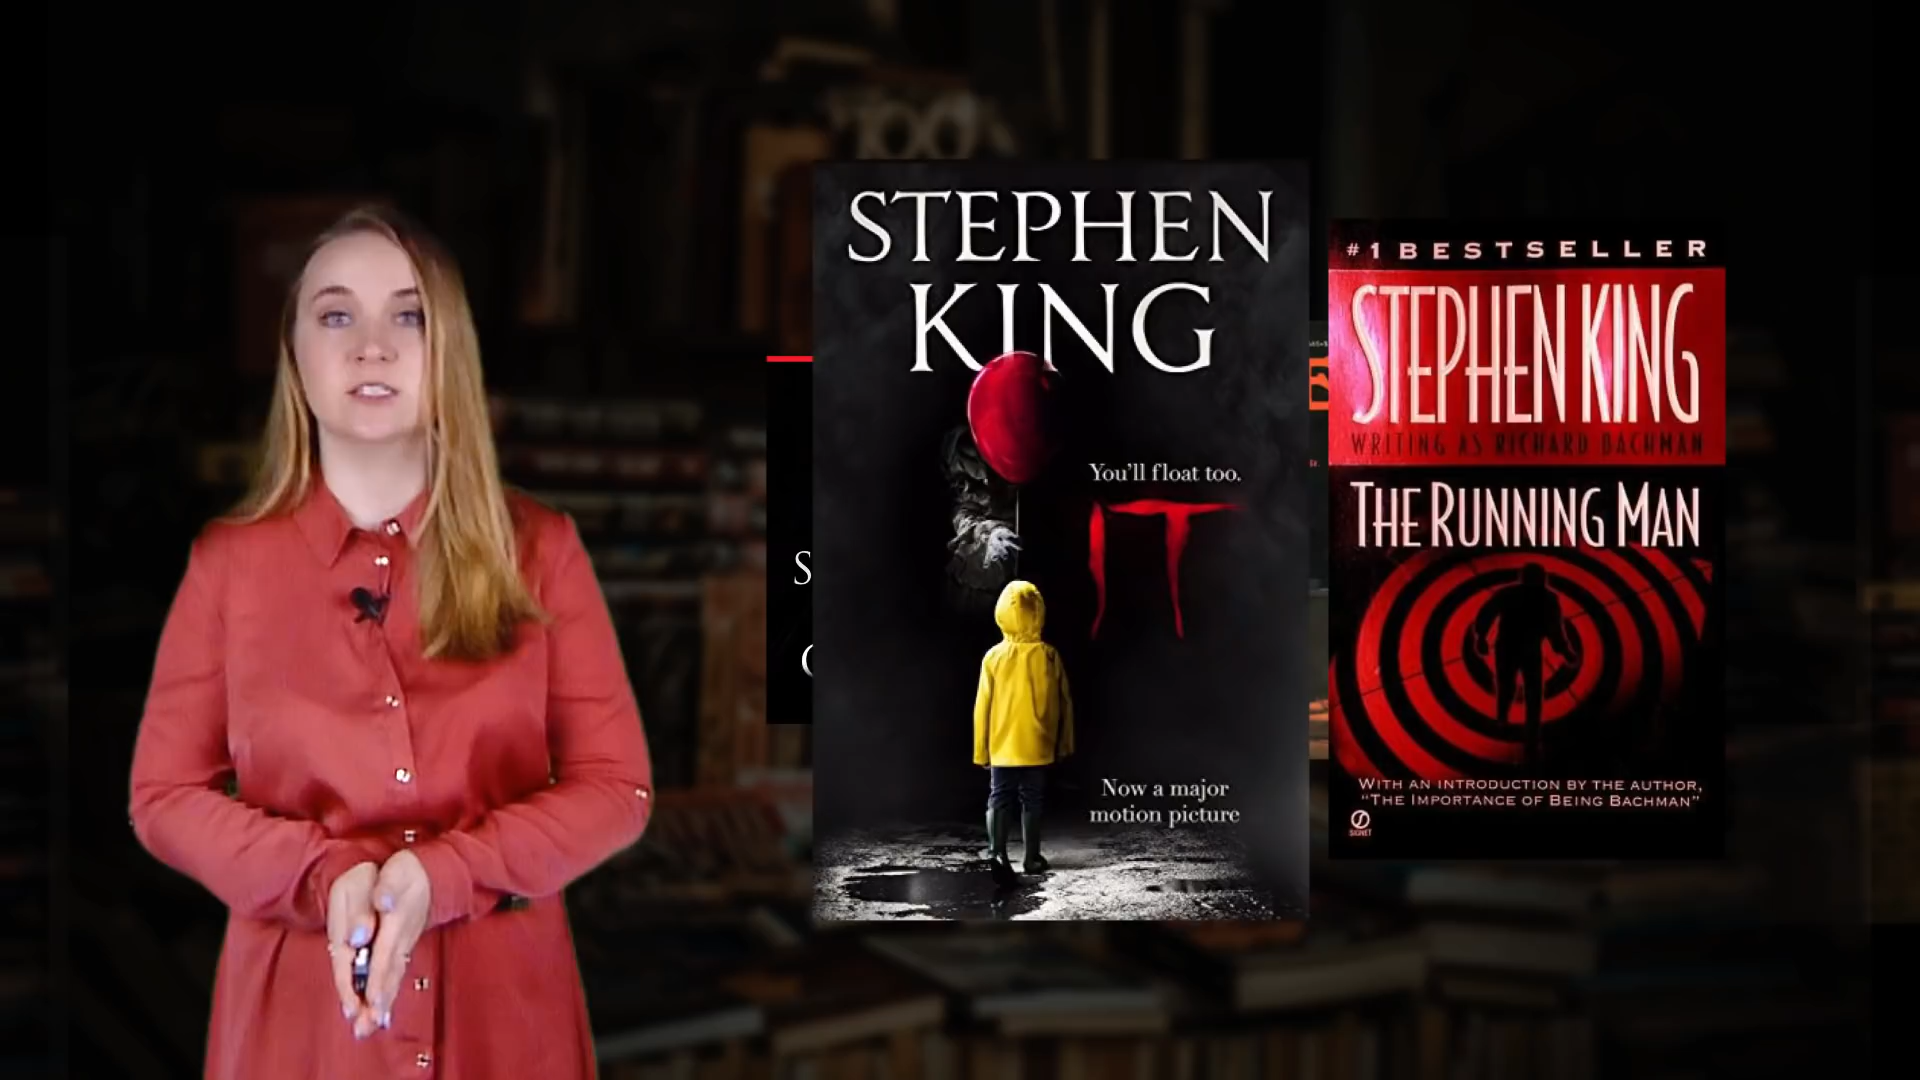 STEPHEN
KING
You'll float too.
IT
Now a major
motion picture
#1 BESTSELLER
STEPHEN KING
WRITING AS RICHARD BACHMAN
THE RUNNING MAN
WITH AN INTRODUCTION BY THE AUTHOR,
"THE IMPORTANCE OF BEING BACHMAN"
SIGNET